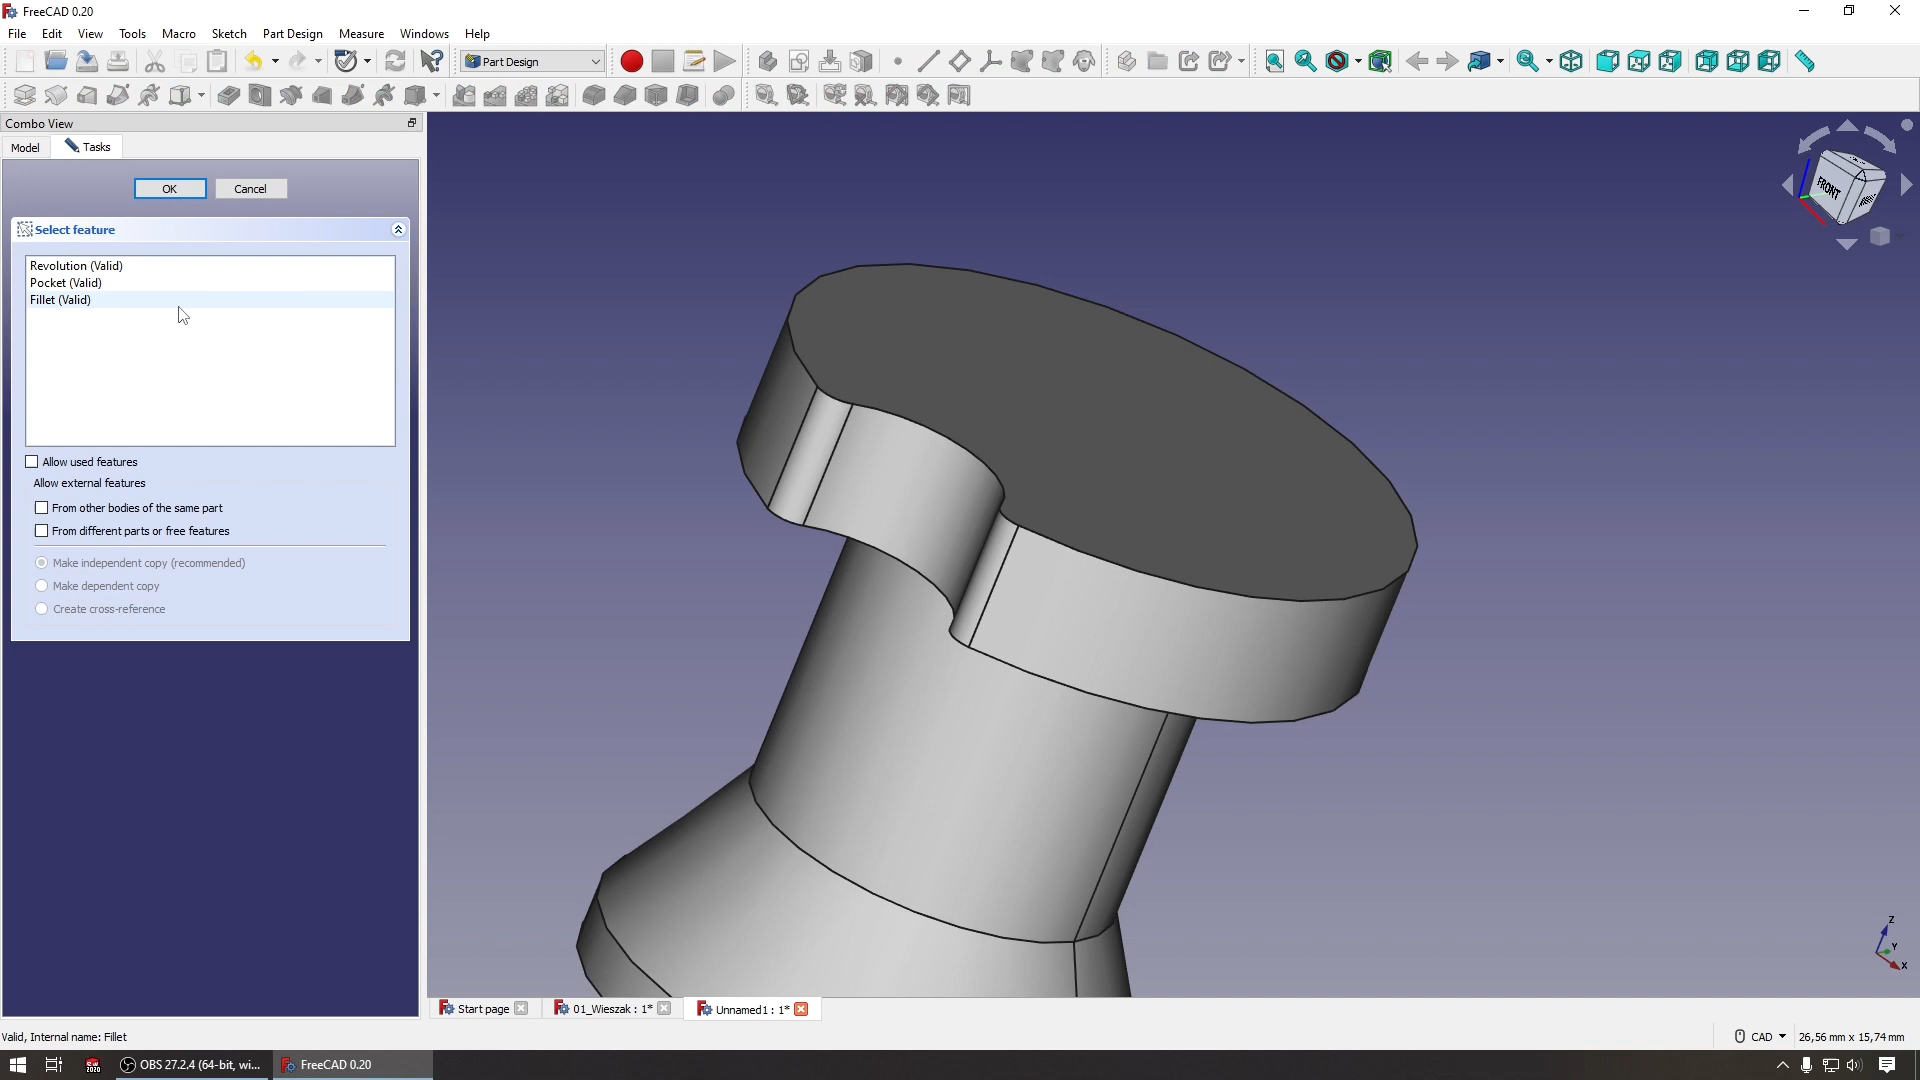 FreeCAD 0.20
File Edit View Tools Macro Sketch Part Design Measure Windows Help
Part Design
Combo View
Model Tasks
OK Cancel
Select feature
Revolution (Valid)
Pocket (Valid)
Fillet (Valid)
Allow used features
Allow external features
From other bodies of the same part
From different parts or free features
Make independent copy (recommended)
Make dependent copy
Create cross-reference
FRONT
Z
Y
X
Start page 01_Wieszak : 1* Unnamed1 : 1*
Valid, Internal name: Fillet
CAD 26,56 mm x 15,74 mm
2020 OBS 27.2.4 (64-bit, wi... FreeCAD 0.20